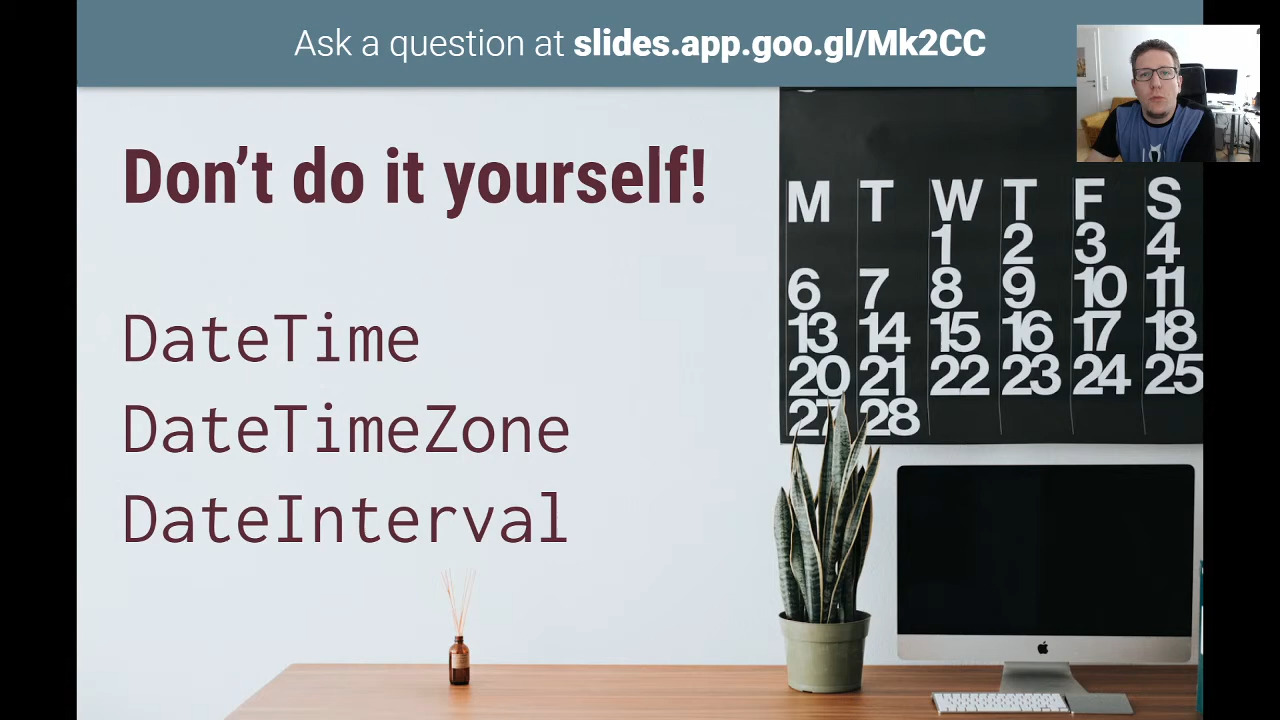 Ask a question at slides.app.goo.gl/Mk2CC
Don't do it yourself!
DateTime
DateTimeZone
DateInterval
M T W T F S
1 2 3 4
6 7 8 9 10 11
13 14 15 16 17 18
20 21 22 23 24 25
27 28